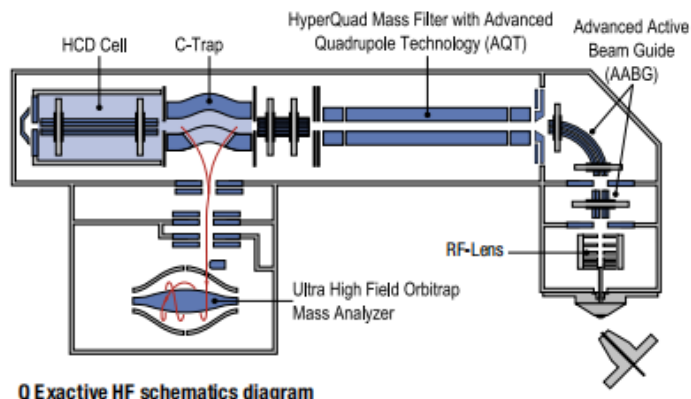 HyperQuad Mass Filter with Advanced
Quadrupole Technology (AQT)
HCD Cell
C-Trap
Advanced Active
Beam Guide
(AABG)
RF-Lens
Ultra High Field Orbitrap
Mass Analyzer
Q Exactive HF schematics diagram